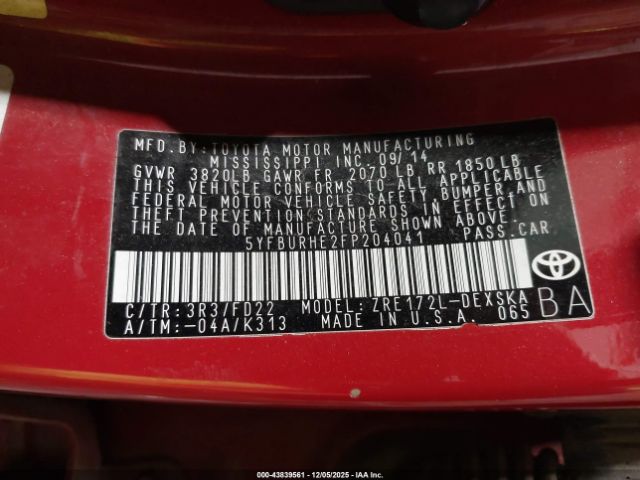 MFD.BY:TOYOTA MOTOR MANUFACTURING
MISSISSIPPI, INC. 09/14
GVWR 3820LB GAWR FR 2070 LB RR 1850 LB
THIS VEHICLE CONFORMS TO ALL APPLICABLE
FEDERAL MOTOR VEHICLE SAFETY, BUMPER AND
THEFT PREVENTION STANDARDS IN EFFECT ON
THE DATE OF MANUFACTURE SHOWN ABOVE.
5YFBURHE2FP204041 PASS.CAR
C/TR:3R3/FD22 MODEL:ZRE172L-DEXSKA
A/TM:-04A/K313 MADE IN U.S.A. 065
BA
000-43839561 | 12/05/2025 - IAA Inc.